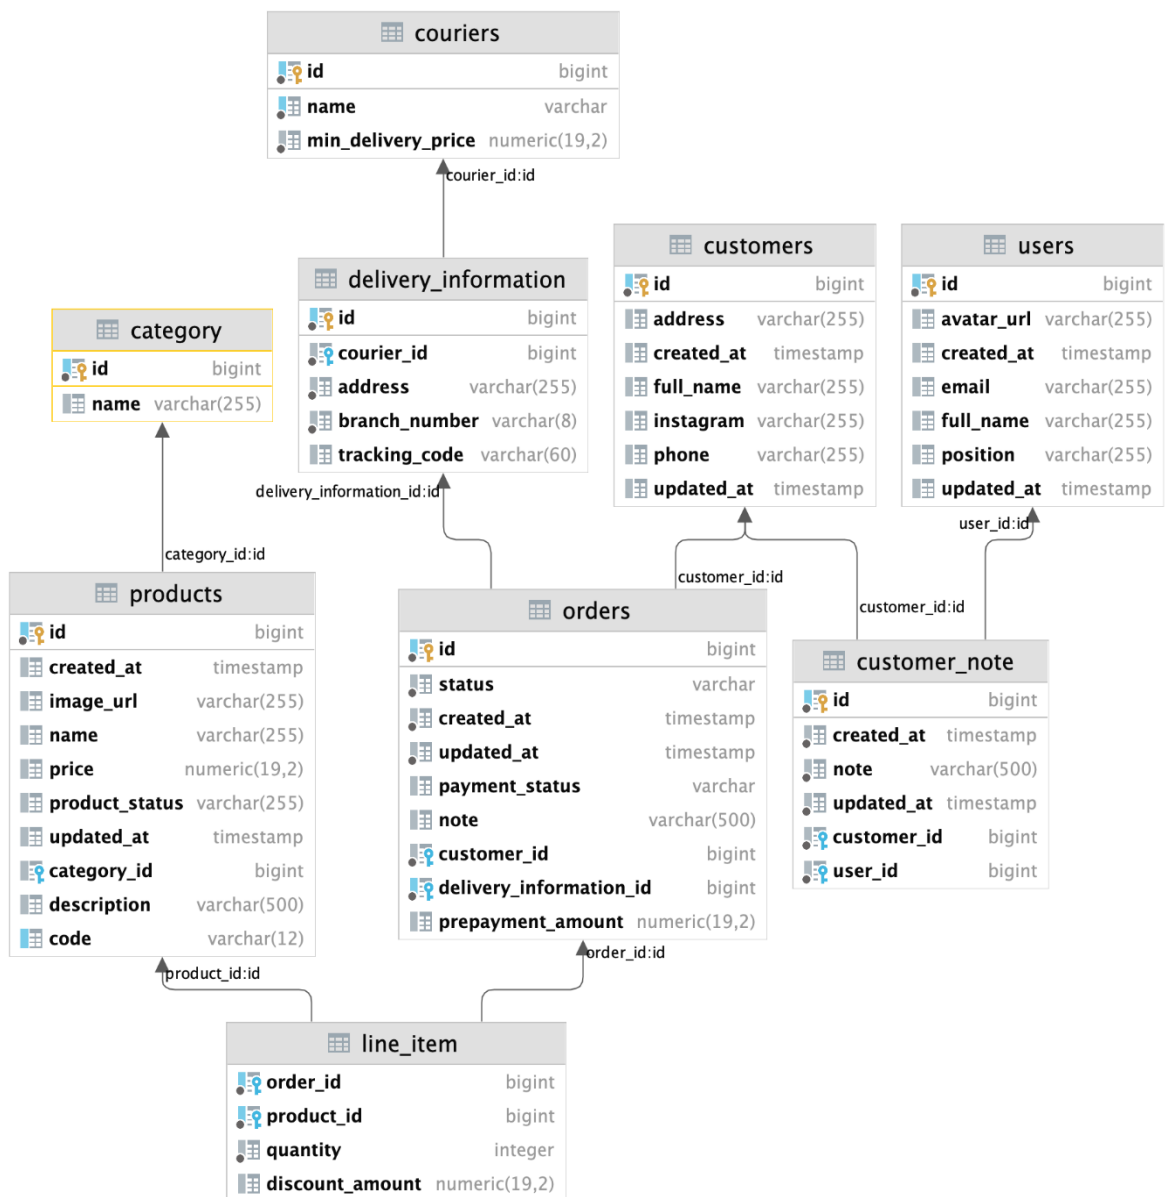 couriers
id bigint
name varchar
min_delivery_price numeric(19,2)
courier_id:id
delivery_information
id bigint
courier_id bigint
address varchar(255)
branch_number varchar(8)
tracking_code varchar(60)
delivery_information_id:id
customers
id bigint
address varchar(255)
created_at timestamp
full_name varchar(255)
instagram varchar(255)
phone varchar(255)
updated_at timestamp
users
id bigint
avatar_url varchar(255)
created_at timestamp
email varchar(255)
full_name varchar(255)
position varchar(255)
updated_at timestamp
user_id:id
category
id bigint
name varchar(255)
category_id:id
customer_id:id
customer_id:id
products
id bigint
created_at timestamp
image_url varchar(255)
name varchar(255)
price numeric(19,2)
product_status varchar(255)
updated_at timestamp
category_id bigint
description varchar(500)
code varchar(12)
product_id:id
orders
id bigint
status varchar
created_at timestamp
updated_at timestamp
payment_status varchar
note varchar(500)
customer_id bigint
delivery_information_id bigint
prepayment_amount numeric(19,2)
order_id:id
customer_note
id bigint
created_at timestamp
note varchar(500)
updated_at timestamp
customer_id bigint
user_id bigint
line_item
order_id bigint
product_id bigint
quantity integer
discount_amount numeric(19,2)